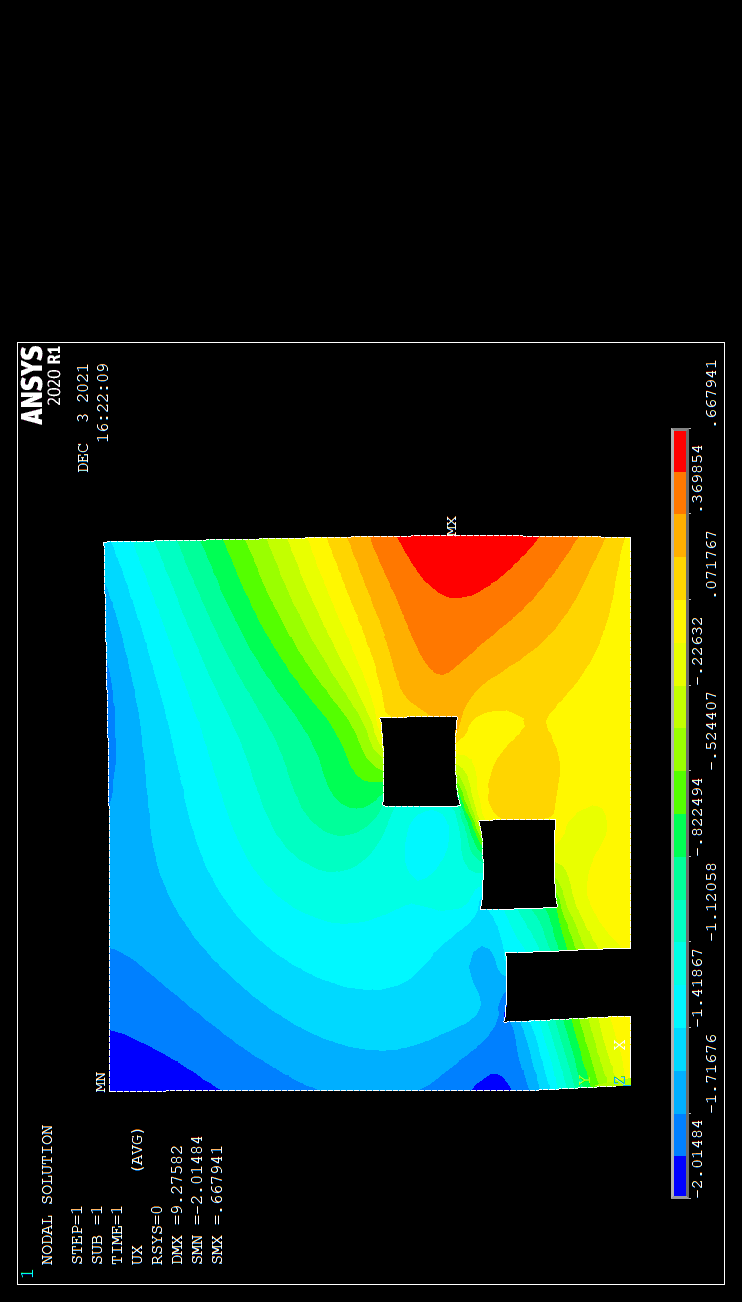 1
NODAL SOLUTION
STEP=1
SUB =1
TIME=1
UX (AVG)
RSYS=0
DMX =9.27582
SMN =-2.01484
SMX =.667941
ANSYS
2020 R1
DEC 3 2021
16:22:09
MN
MX
Y
Z X
-2.01484
-1.71676
-1.41867
-1.12058
-.822494
-.524407
-.22632
.071767
.369854
.667941